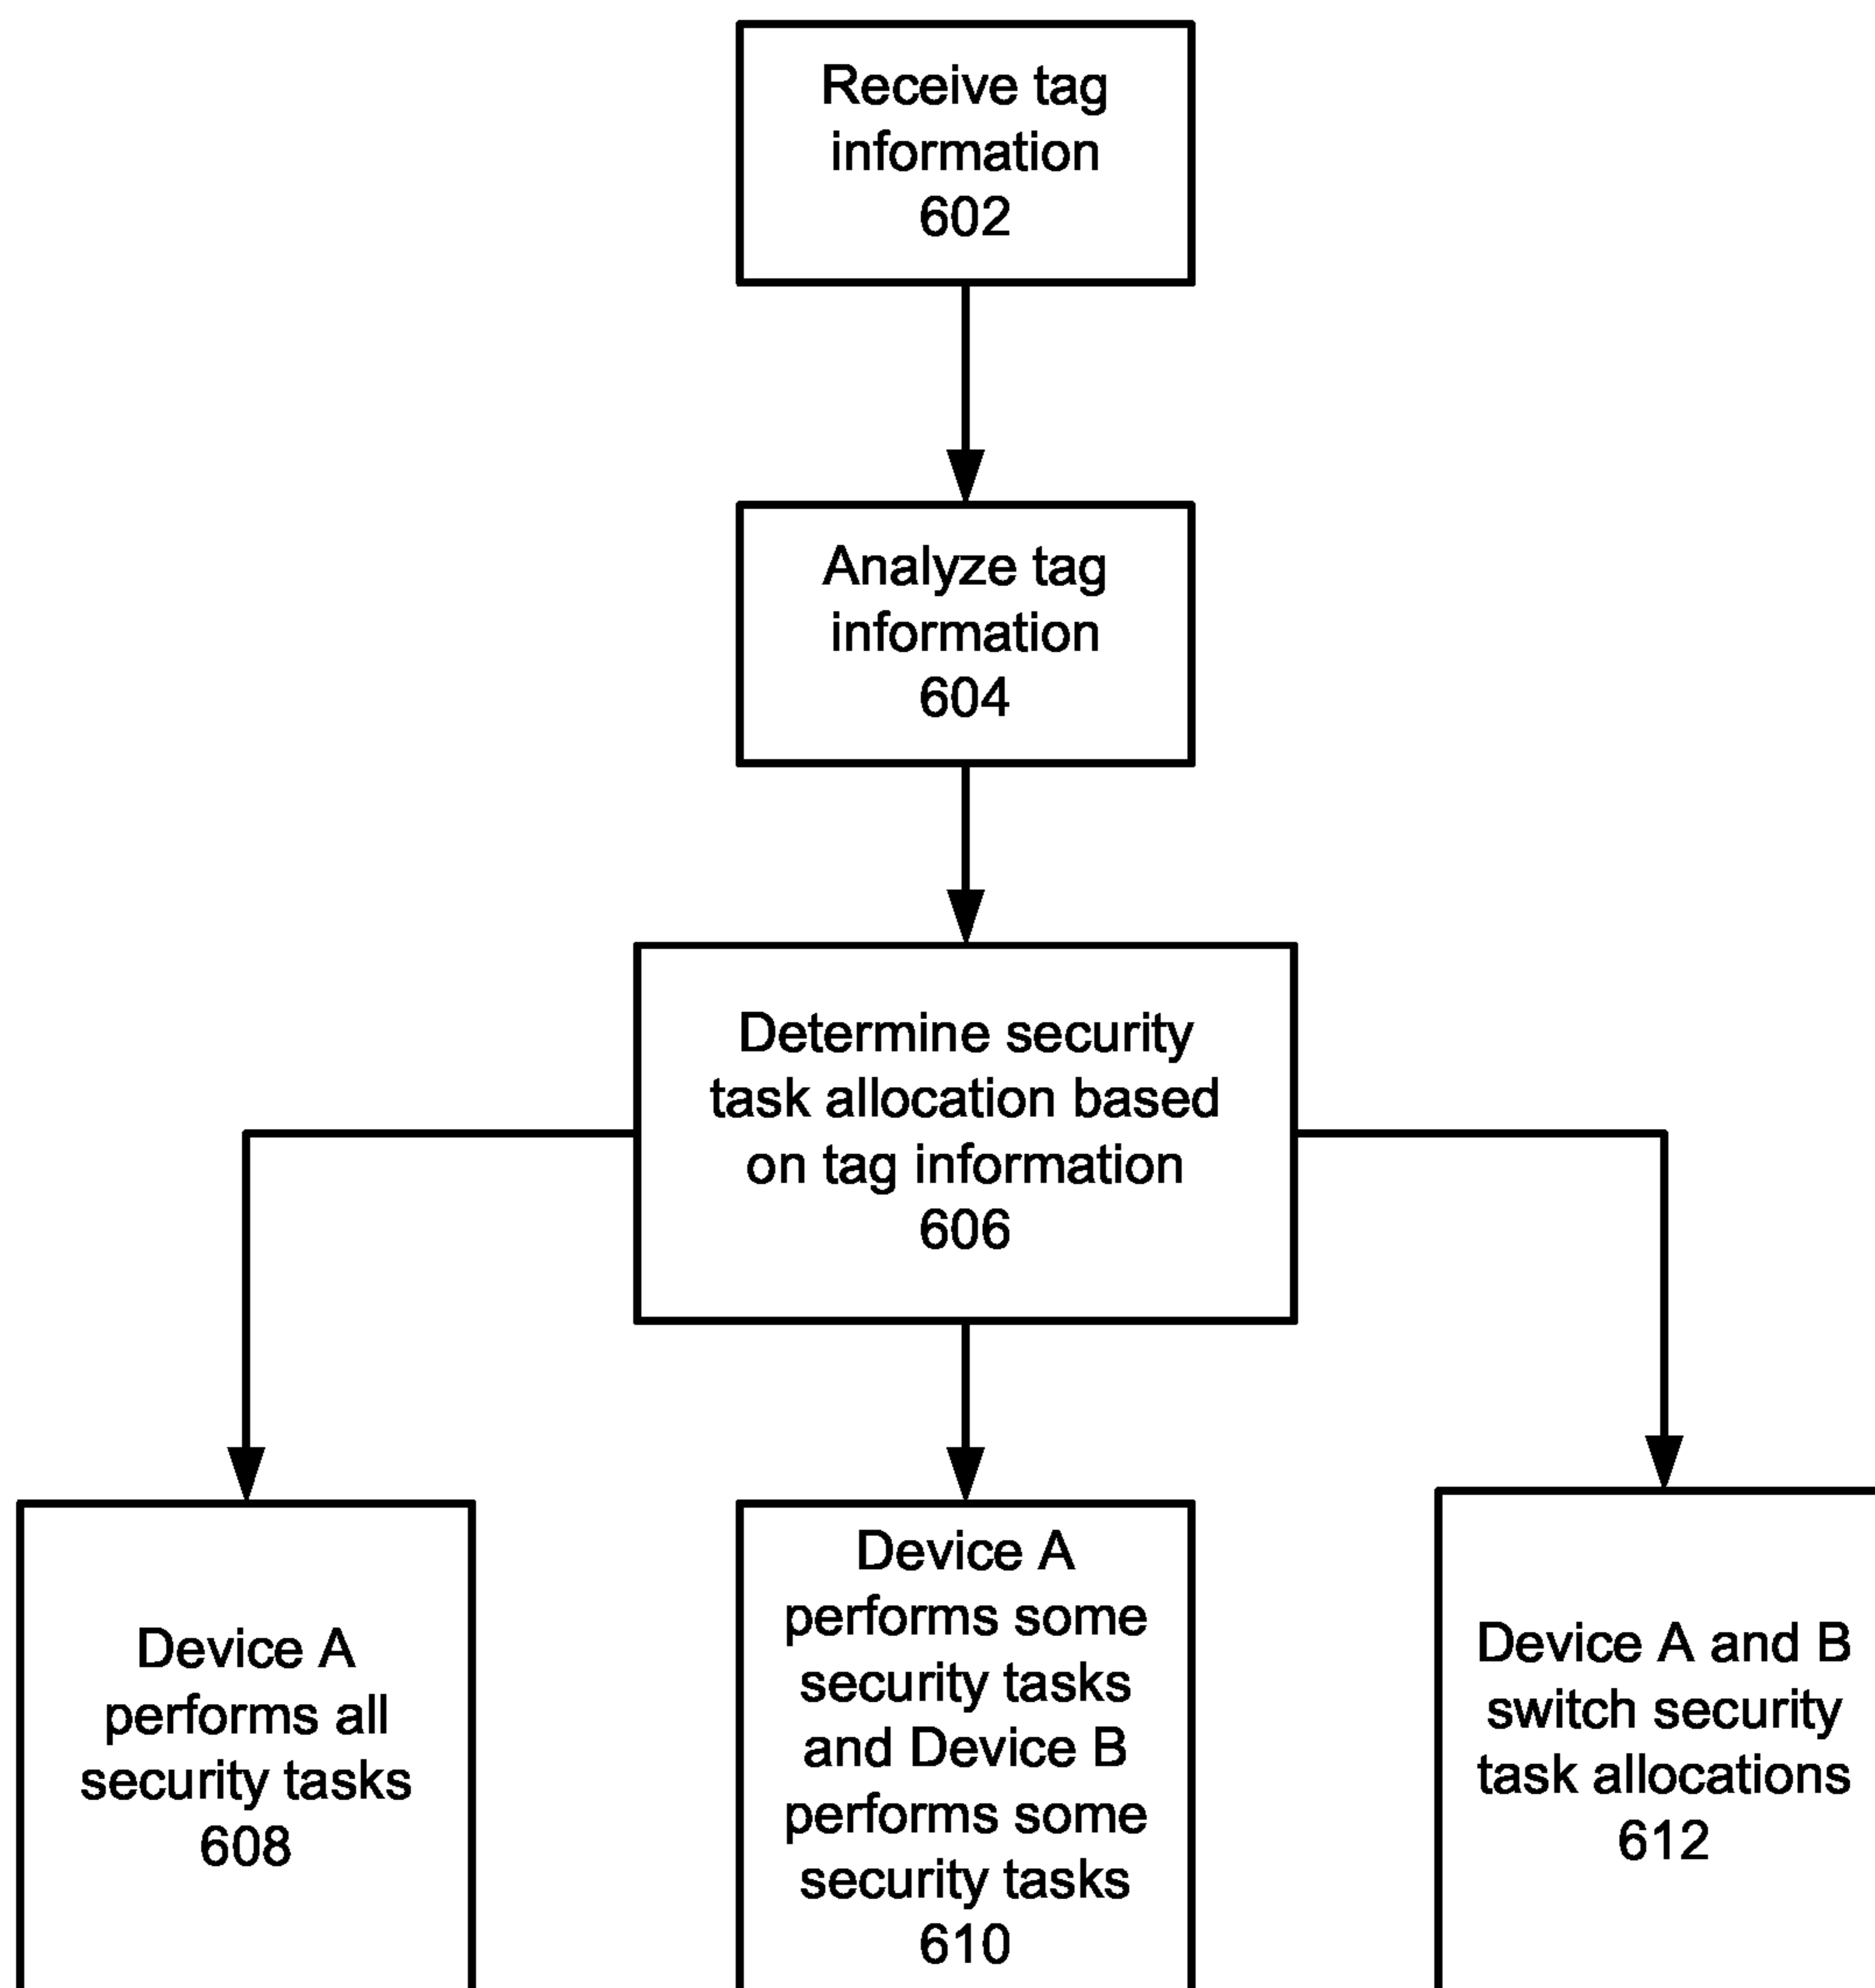 Receive tag
information
602
Analyze tag
information
604
Determine security
task allocation based
on tag information
606
Device A
performs all
security tasks
608
Device A
performs some
security tasks
and Device B
performs some
security tasks
610
Device A and B
switch security
task allocations
612